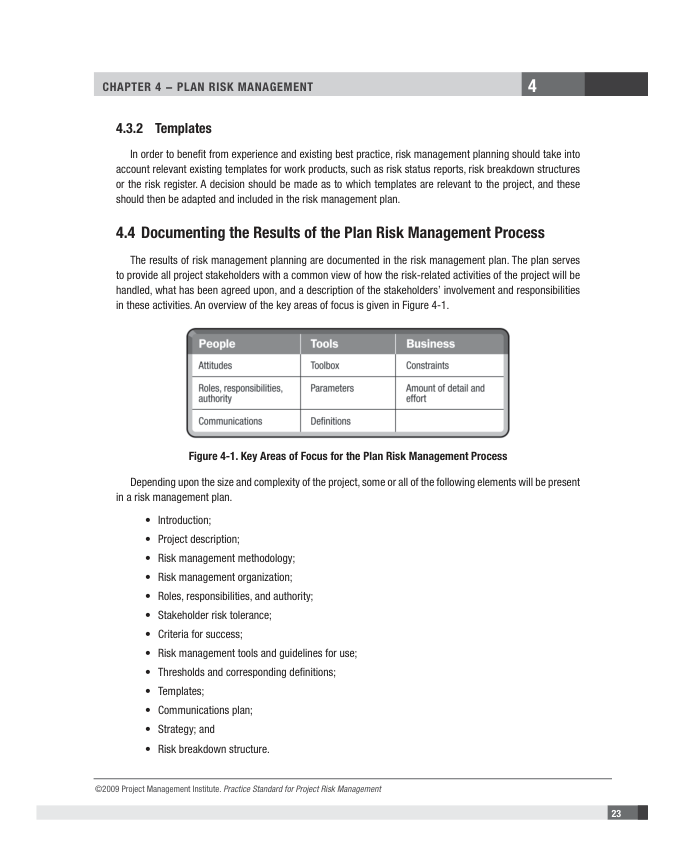 CHAPTER 4 − PLAN RISK MANAGEMENT
4
4.3.2 Templates
In order to benefit from experience and existing best practice, risk management planning should take into
account relevant existing templates for work products, such as risk status reports, risk breakdown structures
or the risk register. A decision should be made as to which templates are relevant to the project, and these
should then be adapted and included in the risk management plan.
4.4 Documenting the Results of the Plan Risk Management Process
The results of risk management planning are documented in the risk management plan. The plan serves
to provide all project stakeholders with a common view of how the risk-related activities of the project will be
handled, what has been agreed upon, and a description of the stakeholders’ involvement and responsibilities
in these activities. An overview of the key areas of focus is given in Figure 4-1.
People Tools Business
Attitudes Toolbox Constraints
Roles, responsibilities, Parameters Amount of detail and
authority effort
Communications Definitions
Figure 4-1. Key Areas of Focus for the Plan Risk Management Process
Depending upon the size and complexity of the project, some or all of the following elements will be present
in a risk management plan.
• Introduction;
• Project description;
• Risk management methodology;
• Risk management organization;
• Roles, responsibilities, and authority;
• Stakeholder risk tolerance;
• Criteria for success;
• Risk management tools and guidelines for use;
• Thresholds and corresponding definitions;
• Templates;
• Communications plan;
• Strategy; and
• Risk breakdown structure.
©2009 Project Management Institute. Practice Standard for Project Risk Management
23